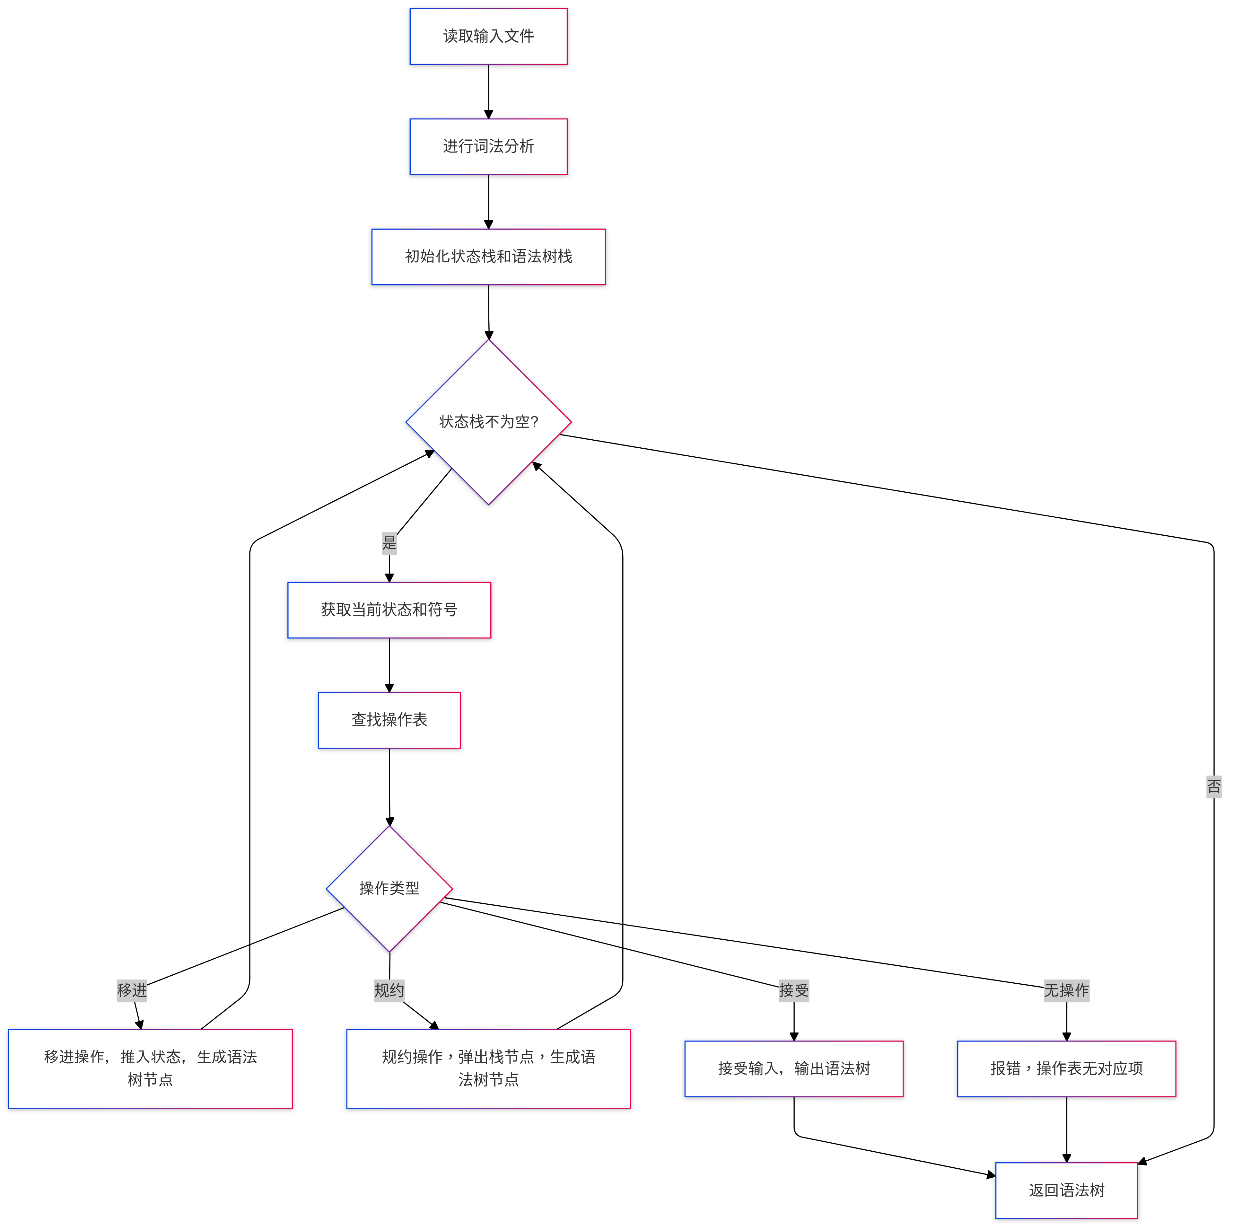 读取输入文件
进行词法分析
初始化状态栈和语法树栈
状态栈不为空?
是
获取当前状态和符号
查找操作表
否
操作类型
移进
规约
接受
无操作
移进操作，推入状态，生成语法
树节点
规约操作，弹出栈节点，生成语
法树节点
接受输入，输出语法树
报错，操作表无对应项
返回语法树